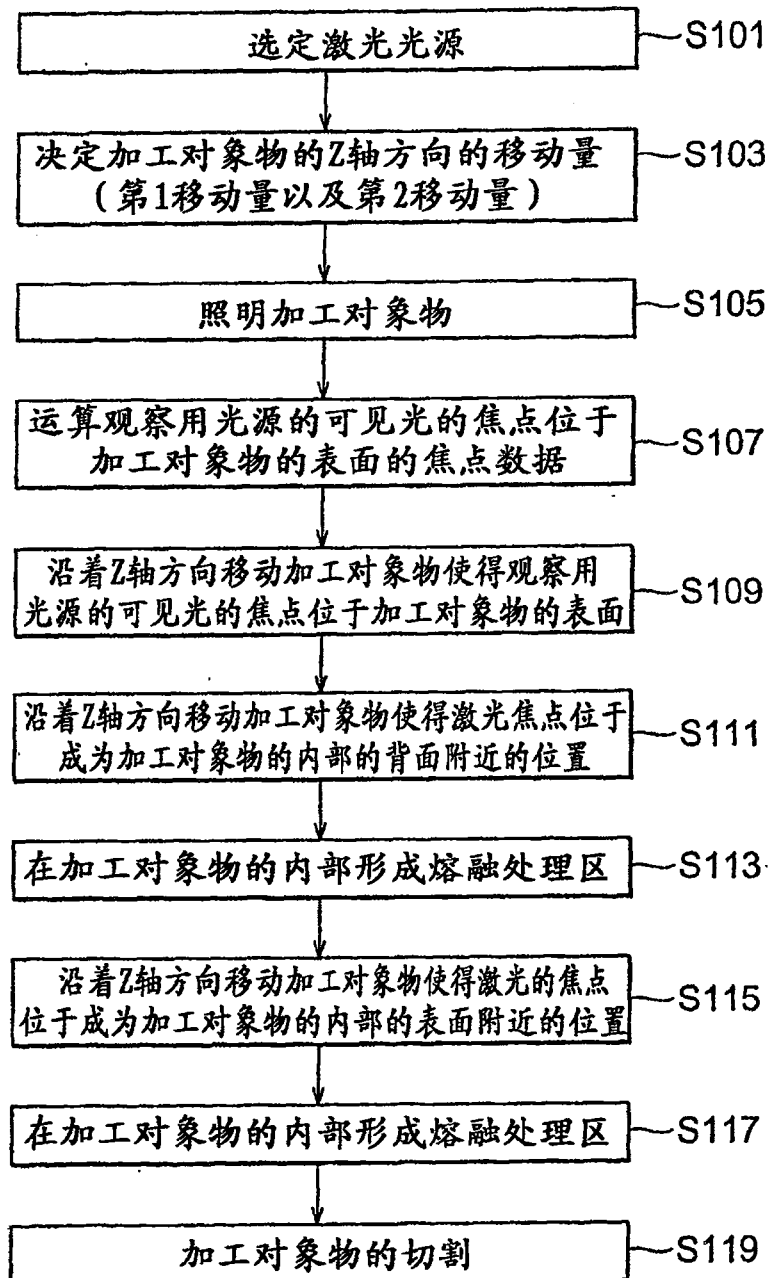 选定激光光源
S101
决定加工对象物的Z轴方向的移动量
(第1移动量以及第2移动量)
S103
照明加工对象物
S105
运算观察用光源的可见光的焦点位于
加工对象物的表面的焦点数据
S107
沿着Z轴方向移动加工对象物使得观察用
光源的可见光的焦点位于加工对象物的表面
S109
沿着Z轴方向移动加工对象物使得激光焦点位于
成为加工对象物的内部的背面附近的位置
S111
在加工对象物的内部形成熔融处理区
S113
沿着Z轴方向移动加工对象物使得激光的焦点
位于成为加工对象物的内部的表面附近的位置
S115
在加工对象物的内部形成熔融处理区
S117
加工对象物的切割
S119